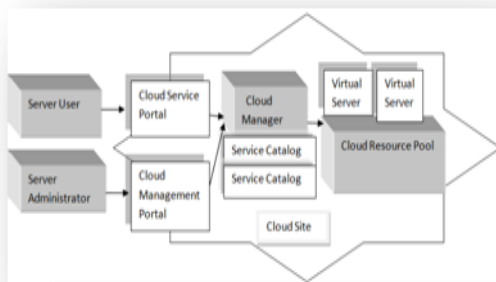 Server User
Cloud Service
Portal
Cloud
Manager
Virtual
Server
Virtual
Server
Service Catalog
Service Catalog
Cloud Resource Pool
Server
Administrator
Cloud
Management
Portal
Cloud Site